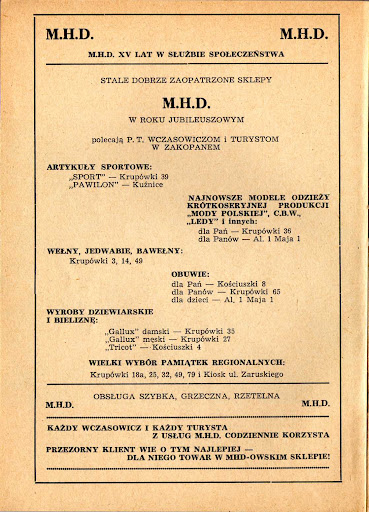 M.H.D. M.H.D.
M.H.D. XV LAT W SŁUŻBIE SPOŁECZEŃSTWA
STALE DOBRZE ZAOPATRZONE SKLEPY
M.H.D.
W ROKU JUBILEUSZOWYM
polecają P. T. WCZASOWICZOM i TURYSTOM
W ZAKOPANEM
ARTYKUŁY SPORTOWE:
„SPORT" — Krupówki 39
„PAWILON" — Kuźnice
NAJNOWSZE MODELE ODZIEŻY
KRÓTKOSERYJNEJ PRODUKCJI
„MODY POLSKIEJ", C.B.W.,
„LEDY" i innych:
dla Pań — Krupówki 36
dla Panów — Al. 1 Maja 1
WEŁNY, JEDWABIE, BAWEŁNY:
Krupówki 3, 14, 49
OBUWIE:
dla Pań — Kościuszki 8
dla Panów — Krupówki 65
dla dzieci — Al, 1 Maja 1
WYROBY DZIEWIARSKIE
I BIELIZNĘ:
„Gallux" damski — Krupówki 35
„Gallux" męski — Krupówki 27
„Tricot" — Kościuszki 4
WIELKI WYBÓR PAMIĄTEK REGIONALNYCH:
Krupówki 18a, 25, 32, 49, 79 i Kiosk ul. Zaruskiego
OBSŁUGA SZYBKA, GRZECZNA, RZETELNA
M.H.D. M.H.D.
KAŻDY WCZASOWICZ I KAŻDY TURYSTA
Z USŁUG M.H.D. CODZIENNIE KORZYSTA
PRZEZORNY KLIENT WIE O TYM NAJLEPIEJ —
DLA NIEGO TOWAR W MHD-OWSKIM SKLEPIE!